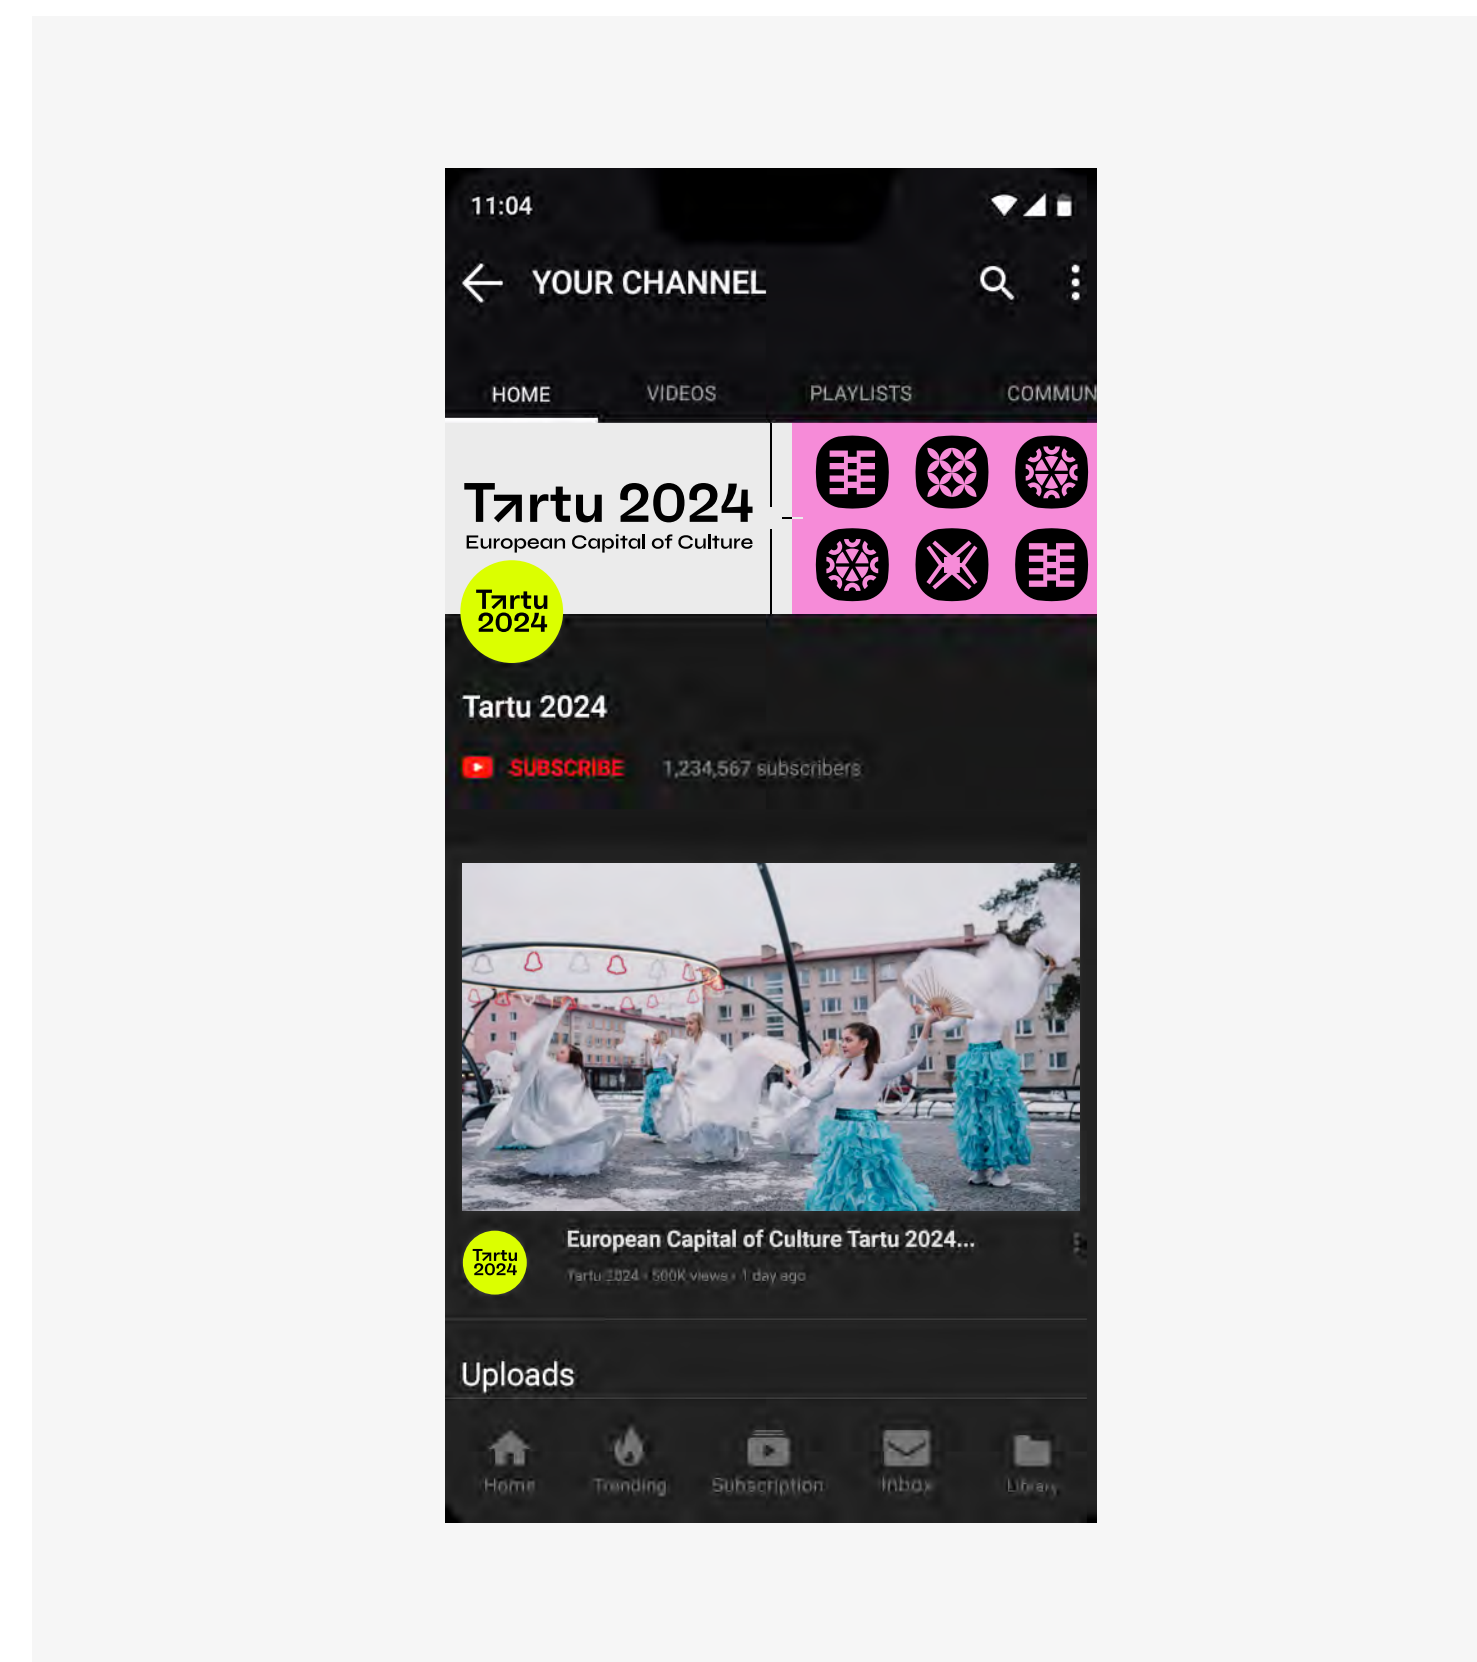 11:04
YOUR CHANNEL
HOME VIDEOS PLAYLISTS COMMUN
Tartu 2024
European Capital of Culture
Tartu
2024
Tartu 2024
SUBSCRIBE 1,234,567 subscribers
Tartu
2024
European Capital of Culture Tartu 2024...
Tartu 2024 · 500K views · 1 day ago
Uploads
Home Trending Subscription Inbox Library